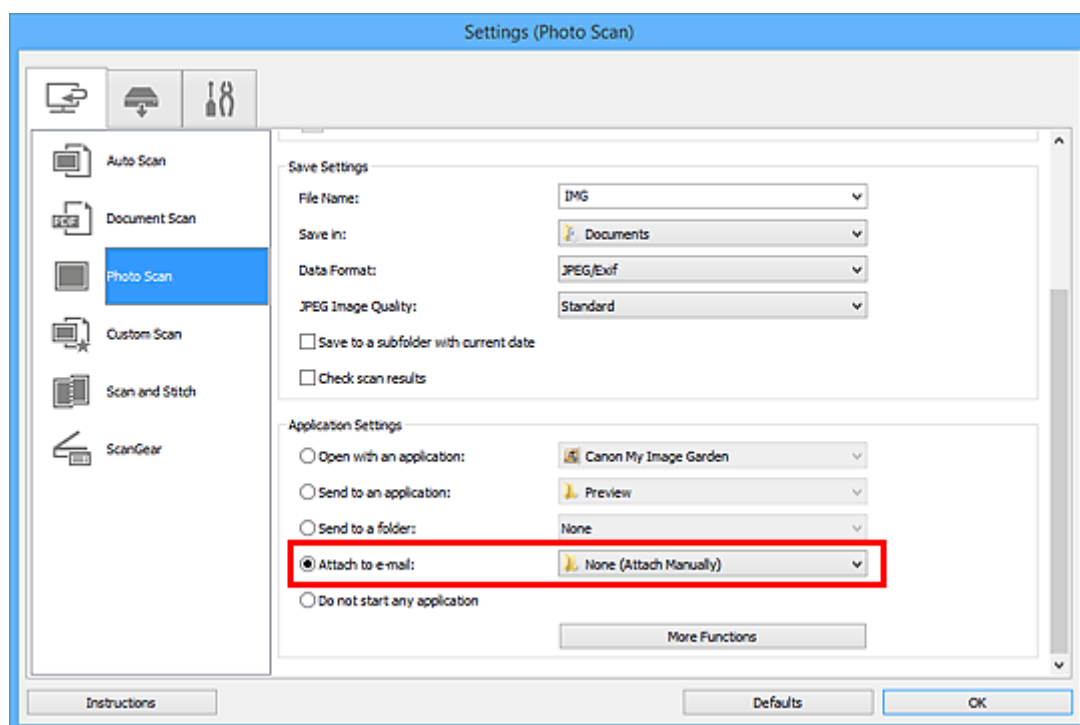 Settings (Photo Scan)
Auto Scan
PDF
Document Scan
Photo Scan
Custom Scan
Scan and Stitch
ScanGear
Save Settings
File Name: IMG
Save in: Documents
Data Format: JPEG/Exif
JPEG Image Quality: Standard
Save to a subfolder with current date
Check scan results
Application Settings
Open with an application: Canon My Image Garden
Send to an application: Preview
Send to a folder: None
Attach to e-mail: None (Attach Manually)
Do not start any application
More Functions
Instructions Defaults OK